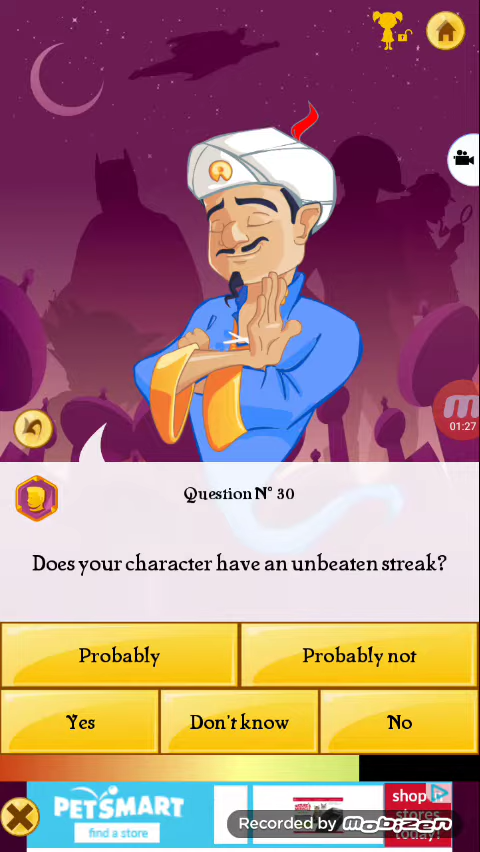 01:27
Question N° 30
Does your character have an unbeaten streak?
Probably
Probably not
Yes
Don't know
No
PETSMART
find a store
shop
stores
today!
Recorded by mobizen